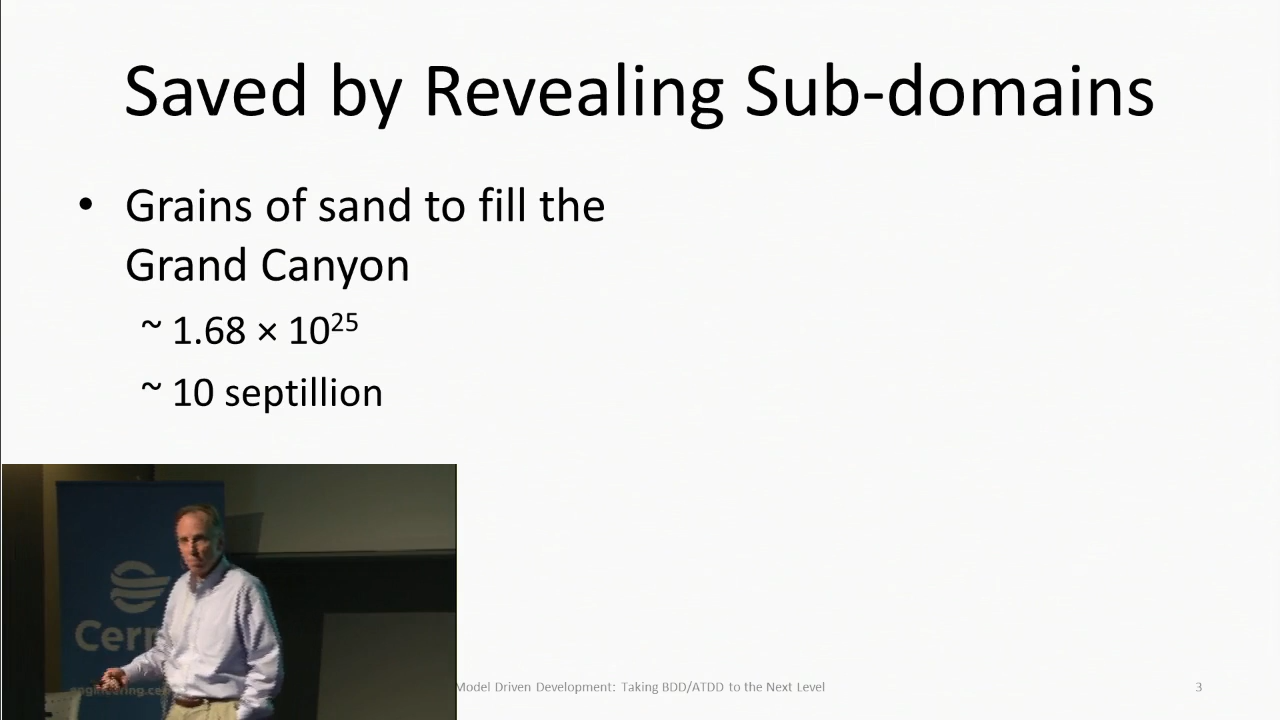 Saved by Revealing Sub-domains
• Grains of sand to fill the
Grand Canyon
~ 1.68 × 10²⁵
~ 10 septillion
Cern
Model Driven Development: Taking BDD/ATDD to the Next Level
3